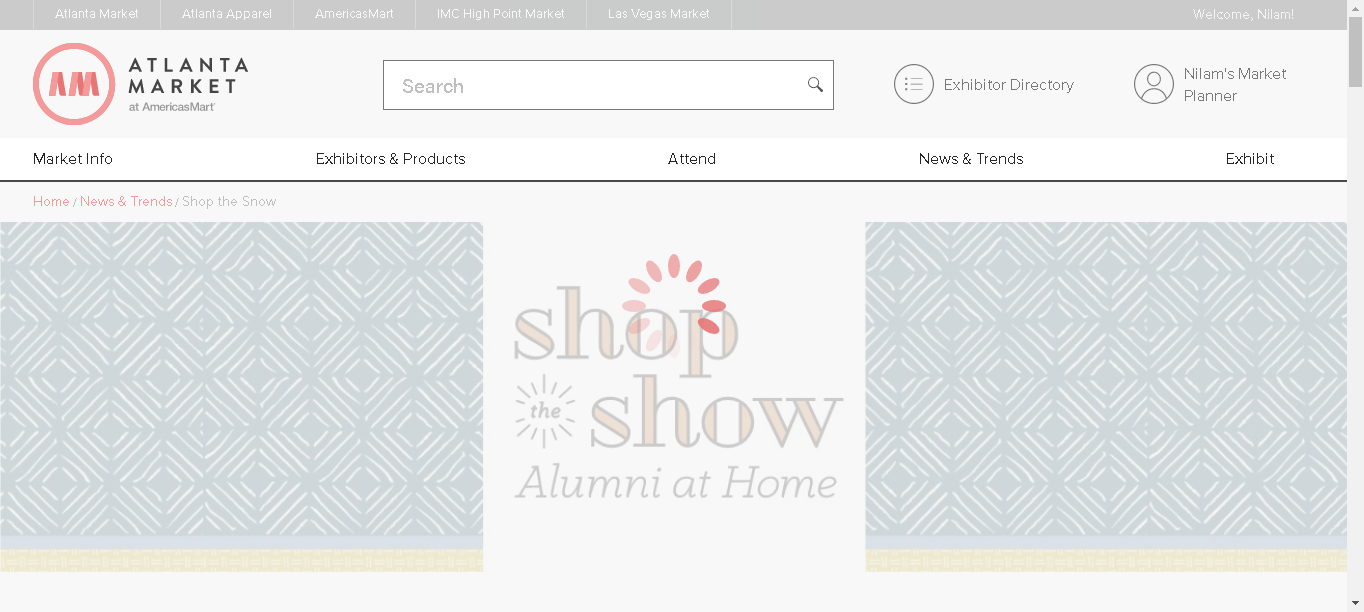 Atlanta Market Atlanta Apparel AmericasMart IMC High Point Market Las Vegas Market Welcome, Nilam!
AM ATLANTA
MARKET
at AmericasMart
Search
Exhibitor Directory
Nilam's Market
Planner
Market Info Exhibitors & Products Attend News & Trends Exhibit
Home / News & Trends / Shop the Snow
shop
the show
Alumni at Home